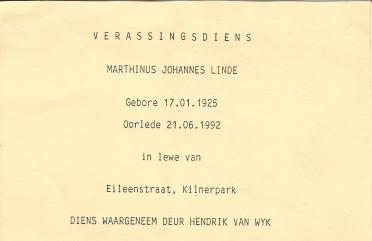 VERASSINGSDIENS
MARTHINUS JOHANNES LINDE
Gebore 17.01.1925
Oorlede 21.06.1992
in lewe van
Eileenstraat, Kilnerpark
DIENS WAARGENEEM DEUR HENDRIK VAN WYK